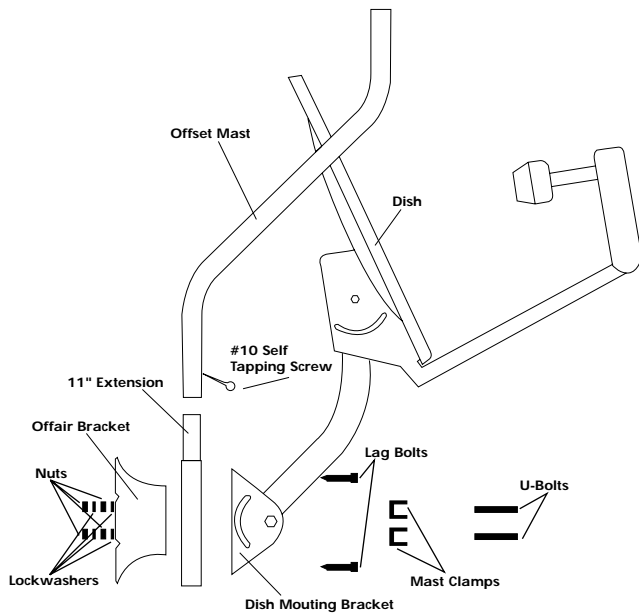 Offset Mast
Dish
#10 Self
Tapping Screw
11" Extension
Offair Bracket
Lag Bolts
Nuts
U-Bolts
Lockwashers
Mast Clamps
Dish Mouting Bracket